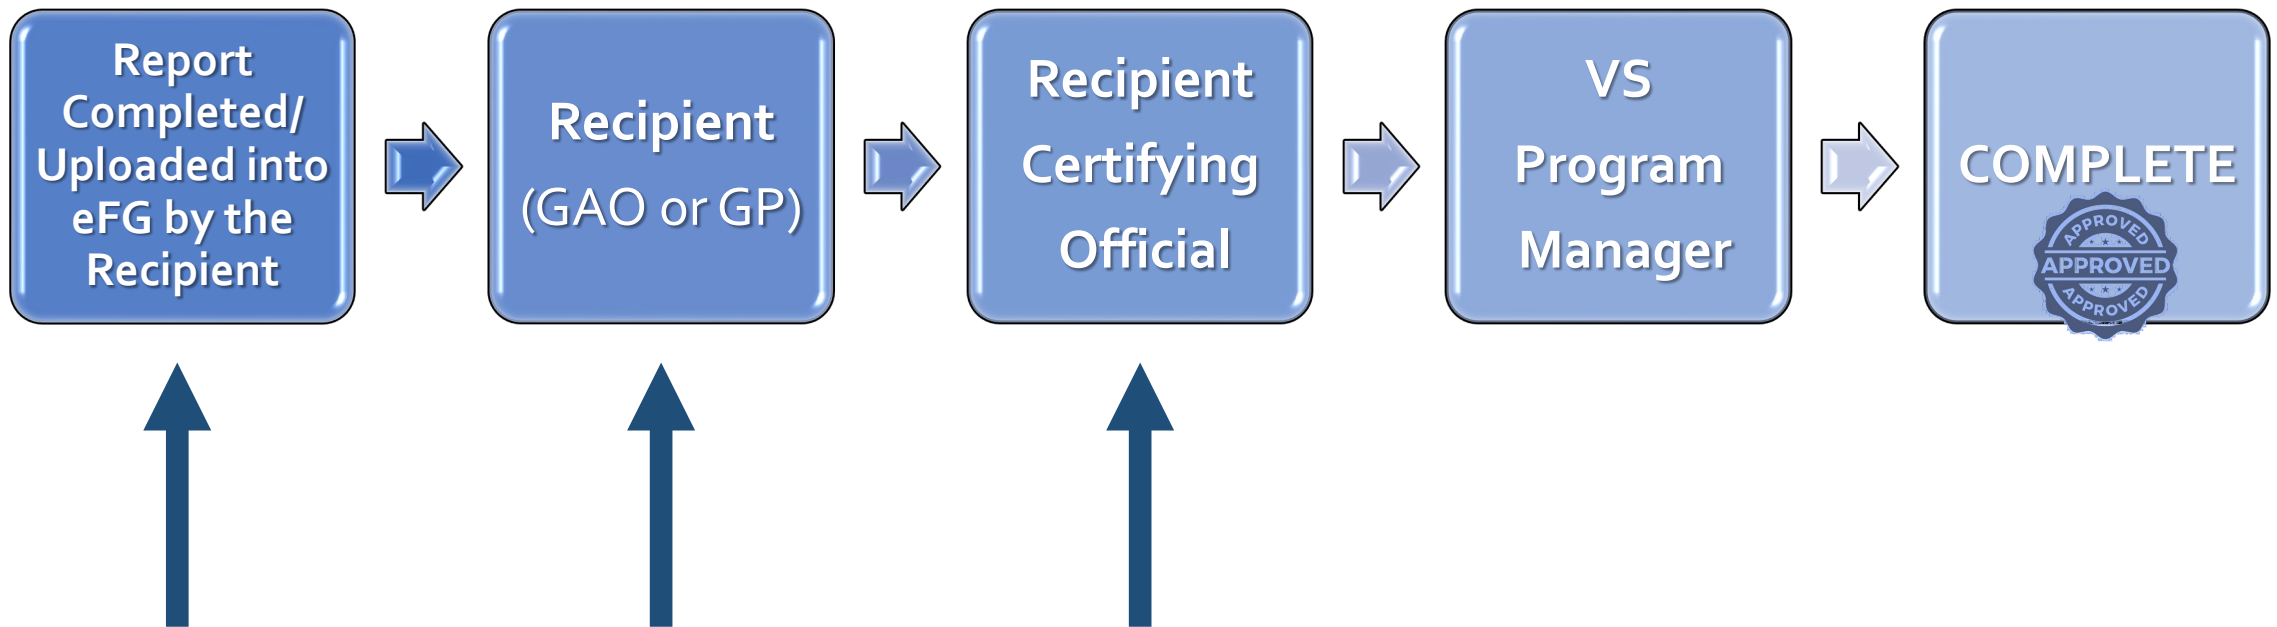 Report
Completed/
Uploaded into
eFG by the
Recipient
Recipient
(GAO or GP)
Recipient
Certifying
Official
VS
Program
Manager
COMPLETE
APPROVED
APPROVED
APPROVED